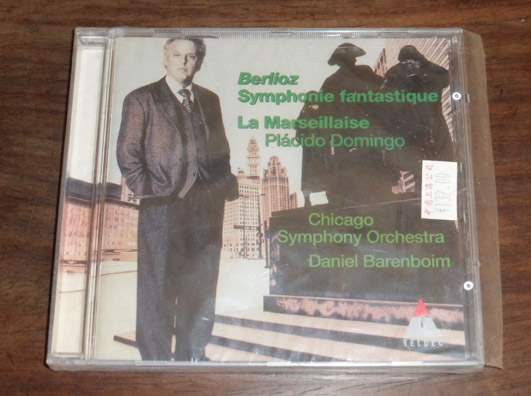 Berlioz
Symphonie fantastique
La Marseillaise
Plácido Domingo
Chicago
Symphony Orchestra
Daniel Barenboim
TELDEC